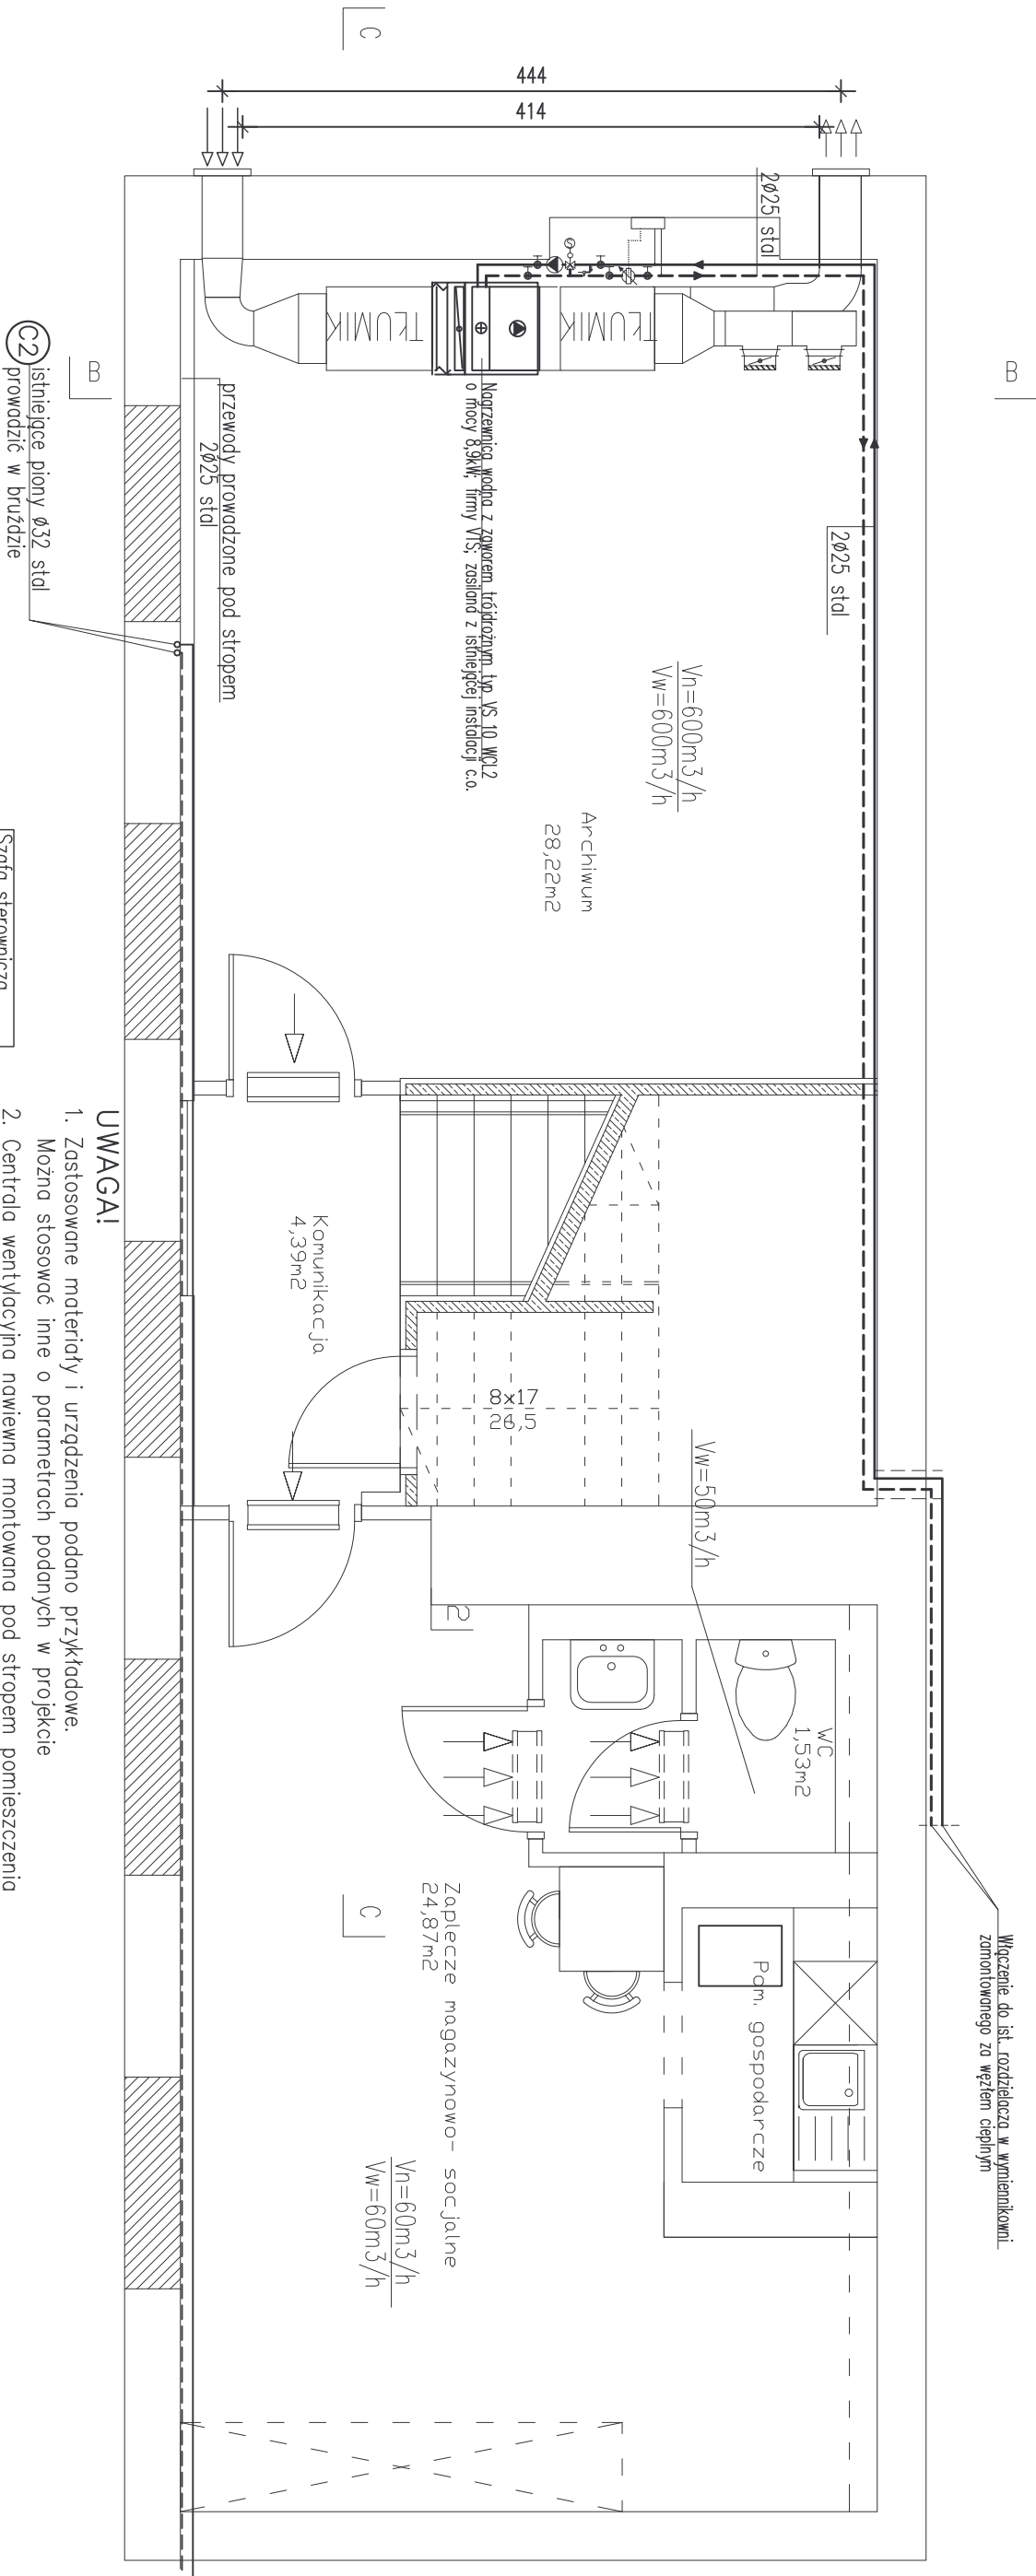 C
444
414
2ø25 stal
TŁUMIK
TŁUMIK
B
B
Nagrzewnica wodna z zaworem trójdrożnym typ VS 10 WCL2
o mocy 8,9kW; firmy VTS; zasilana z istniejącej instalacji c.o.
przewody prowadzone pod stropem
2ø25 stal
C2
istniejące piony ø32 stal
prowadzić w bruździe
2ø25 stal
Vn=600m3/h
Vw=600m3/h
Archiwum
28,22m2
Szafa sterownicza
Komunikacja
4,39m2
8x17
26,5
Vw=50m3/h
2
WC
1,53m2
Włączenie do ist. rozdzielacza w wymiennikowni
zamontowanego za węzłem cieplnym
Pom. gospodarcze
C
Zaplecze magazynowo- socjalne
24,87m2
Vn=60m3/h
Vw=60m3/h
UWAGA!
1. Zastosowane materiały i urządzenia podano przykładowe.
Można stosować inne o parametrach podanych w projekcie
2. Centrala wentylacyjna nawiewna montowana pod stropem pomieszczenia